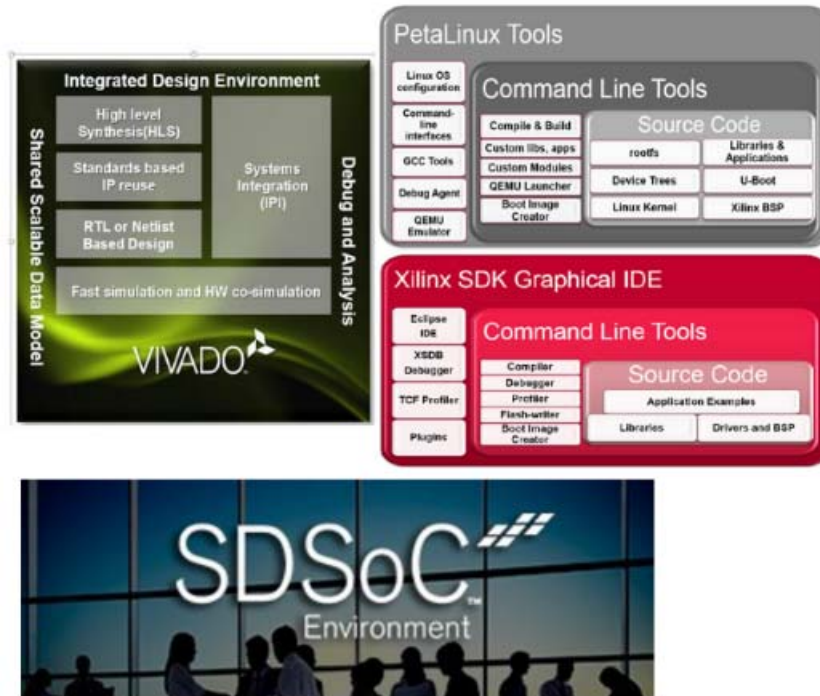 Integrated Design Environment
Shared Scalable Data Model
High level
Synthesis(HLS)
Standards based
IP reuse
RTL or Netlist
Based Design
Systems
Integration
(IPI)
Fast simulation and HW co-simulation
Debug and Analysis
VIVADO
PetaLinux Tools
Linux OS
configuration
Command-
line
interfaces
GCC Tools
Debug Agent
QEMU
Emulator
Command Line Tools
Compile & Build
Custom libs, apps
Custom Modules
QEMU Launcher
Boot Image
Creator
Source Code
rootfs
Libraries &
Applications
Device Trees
U-Boot
Linux Kernel
Xilinx BSP
Xilinx SDK Graphical IDE
Eclipse
IDE
XSDB
Debugger
TCF Profiler
Plugins
Command Line Tools
Compiler
Debugger
Profiler
Flash-writer
Boot Image
Creator
Source Code
Application Examples
Libraries
Drivers and BSP
SDSoC™
Environment